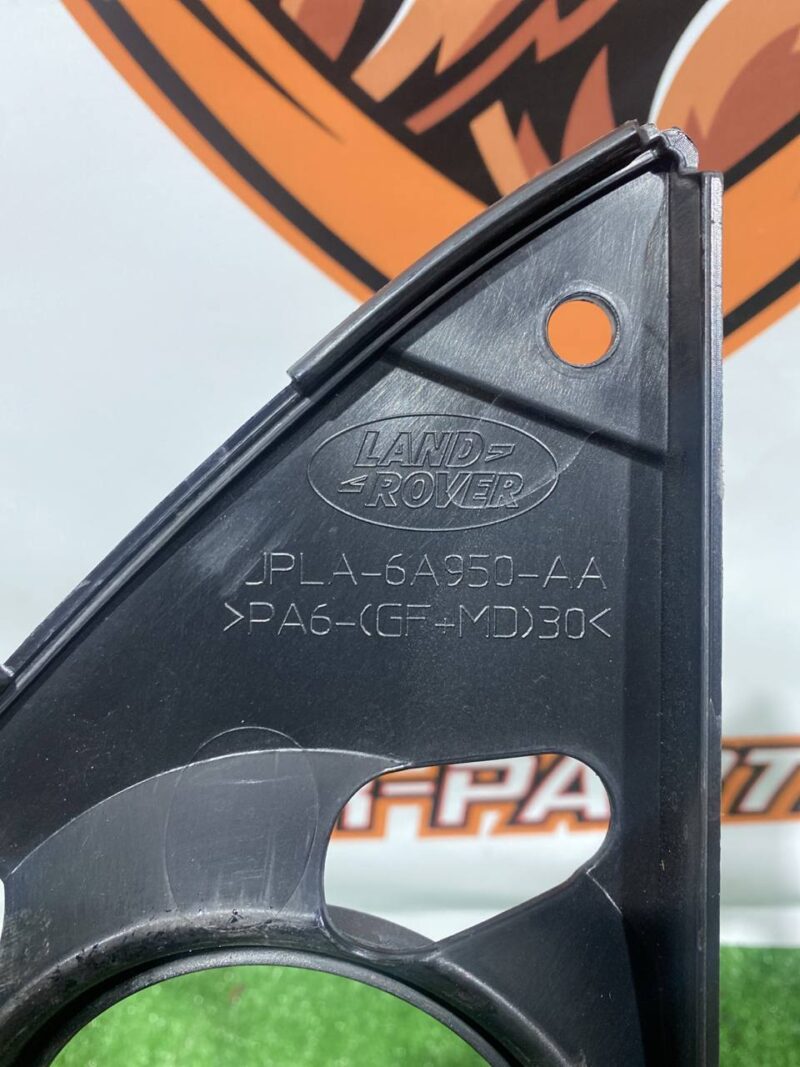 LAND
ROVER
JPLA-6A950-AA
>PA6-(GF+MD)30<